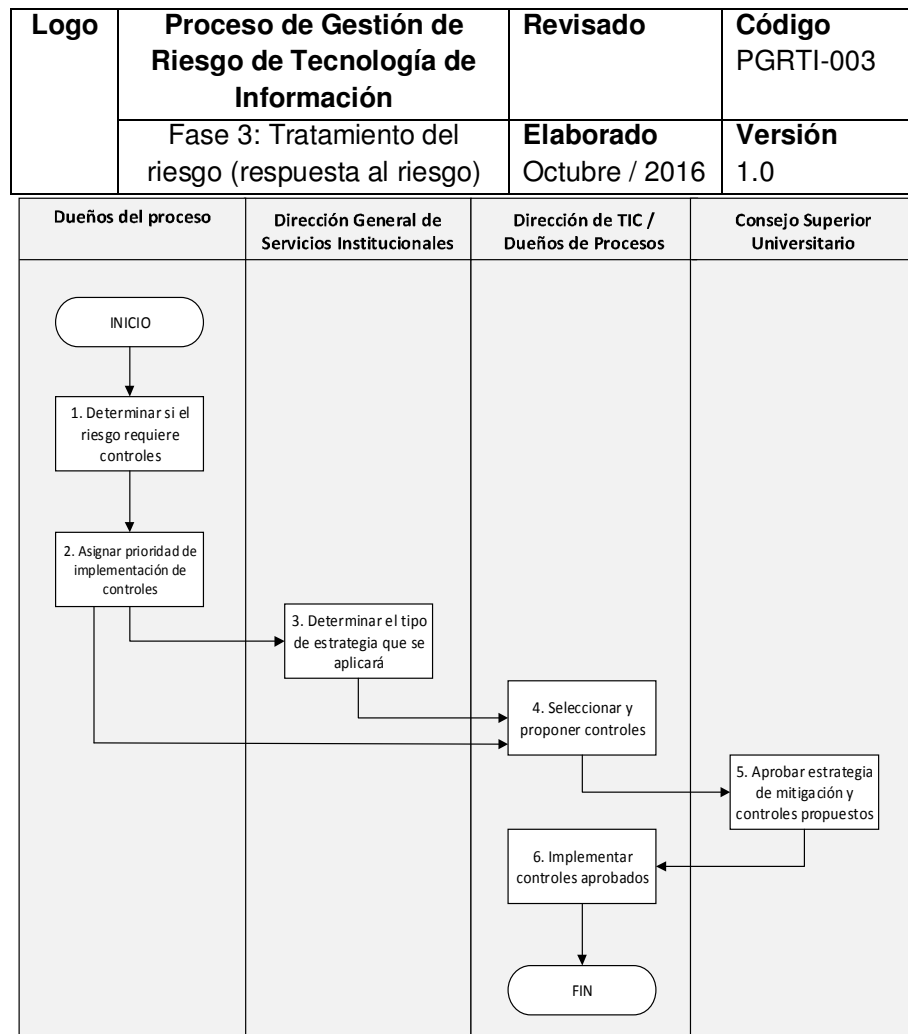 Logo
Proceso de Gestión de
Riesgo de Tecnología de
Información
Revisado
Código
PGRTI-003
Fase 3: Tratamiento del
riesgo (respuesta al riesgo)
Elaborado
Octubre / 2016
Versión
1.0
Dueños del proceso
Dirección General de
Servicios Institucionales
Dirección de TIC /
Dueños de Procesos
Consejo Superior
Universitario
INICIO
1. Determinar si el
riesgo requiere
controles
2. Asignar prioridad de
implementación de
controles
3. Determinar el tipo
de estrategia que se
aplicará
4. Seleccionar y
proponer controles
5. Aprobar estrategia
de mitigación y
controles propuestos
6. Implementar
controles aprobados
FIN